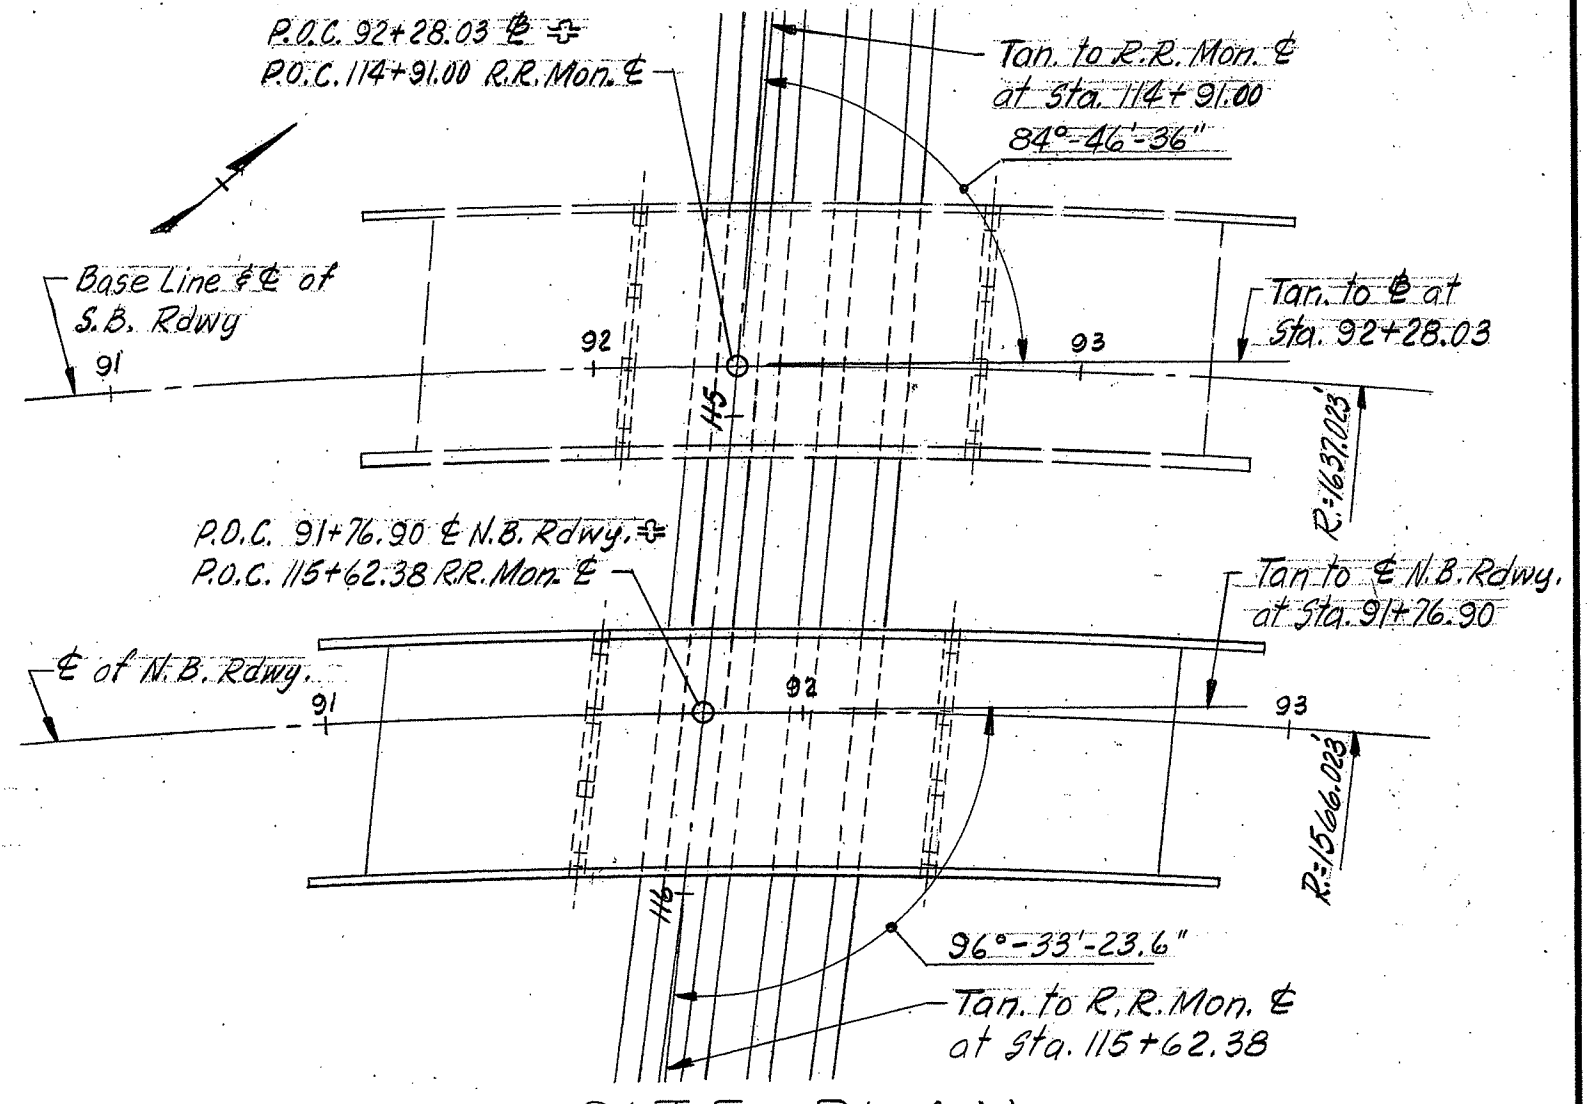 P.O.C. 92+28.03 ⅊
P.O.C. 114+91.00 R.R. Mon. ℄
Tan. to R.R. Mon. ℄
at Sta. 114+91.00
84°-46'-36"
Base Line & ℄ of
S.B. Rdwy
91
92
93
Tan. to ⅊ at
Sta. 92+28.03
115
R.=1637.023'
P.O.C. 91+76.90 ℄ N.B. Rdwy.
P.O.C. 115+62.38 R.R. Mon. ℄
Tan to ℄ N.B. Rdwy.
at Sta. 91+76.90
℄ of N.B. Rdwy.
91
92
93
R.=1566.023'
116
96°-33'-23.6"
Tan. to R.R. Mon. ℄
at Sta. 115+62.38